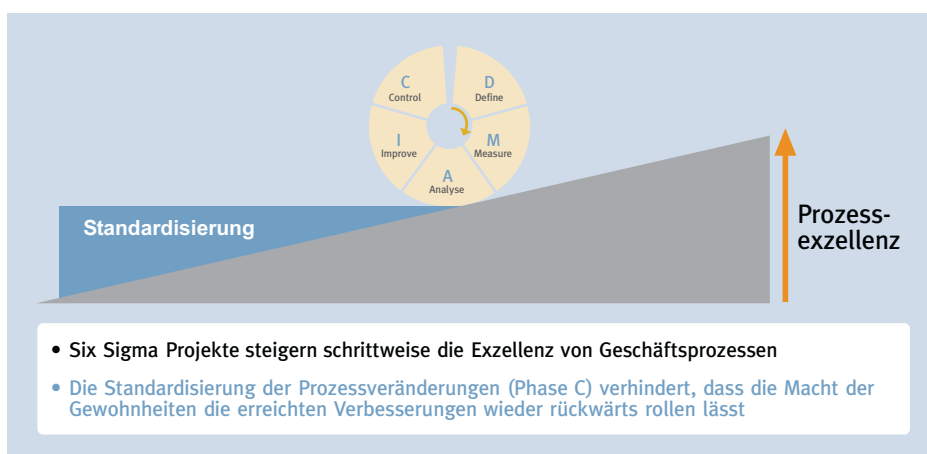 C
Control
D
Define
I
Improve
M
Measure
A
Analyse
Standardisierung
Prozess-
exzellenz
• Six Sigma Projekte steigern schrittweise die Exzellenz von Geschäftsprozessen
• Die Standardisierung der Prozessveränderungen (Phase C) verhindert, dass die Macht der
Gewohnheiten die erreichten Verbesserungen wieder rückwärts rollen lässt